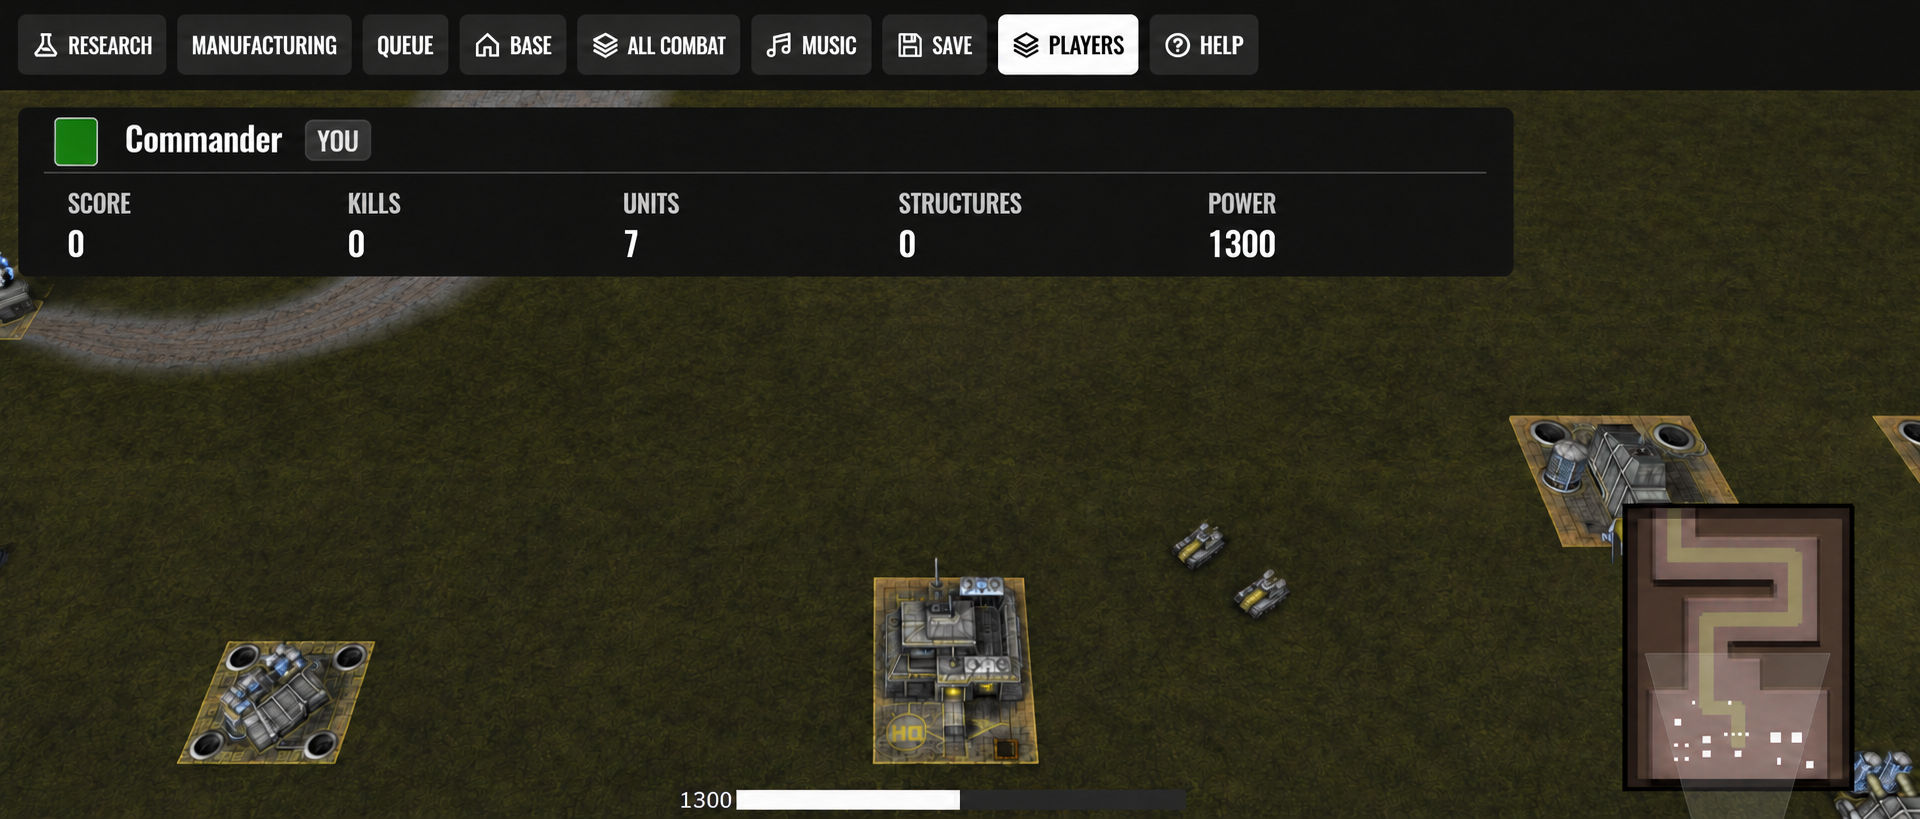 RESEARCH MANUFACTURING QUEUE BASE ALL COMBAT MUSIC SAVE PLAYERS HELP
Commander YOU
SCORE KILLS UNITS STRUCTURES POWER
0 0 7 0 1300
HQ
1300